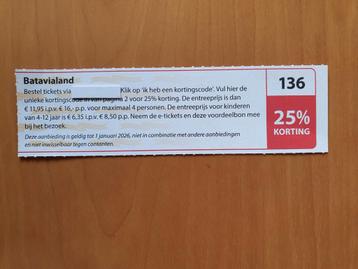 Batavialand
Bestel tickets via Klik op 'ik heb een kortingscode'. Vul hier de
unieke kortingscode in van pagina 2 voor 25% korting. De entreeprijs is dan
€ 11,95 i.p.v. € 16,- p.p. voor maximaal 4 personen. De entreeprijs voor kinderen
van 4-12 jaar is € 6,35 i.p.v. € 8,50 p.p. Neem de e-tickets en deze voordeelbon mee
bij het bezoek.
Deze aanbieding is geldig tot 1 januari 2026, niet in combinatie met andere aanbiedingen
en niet inwisselbaar tegen contanten.
136
25%
KORTING